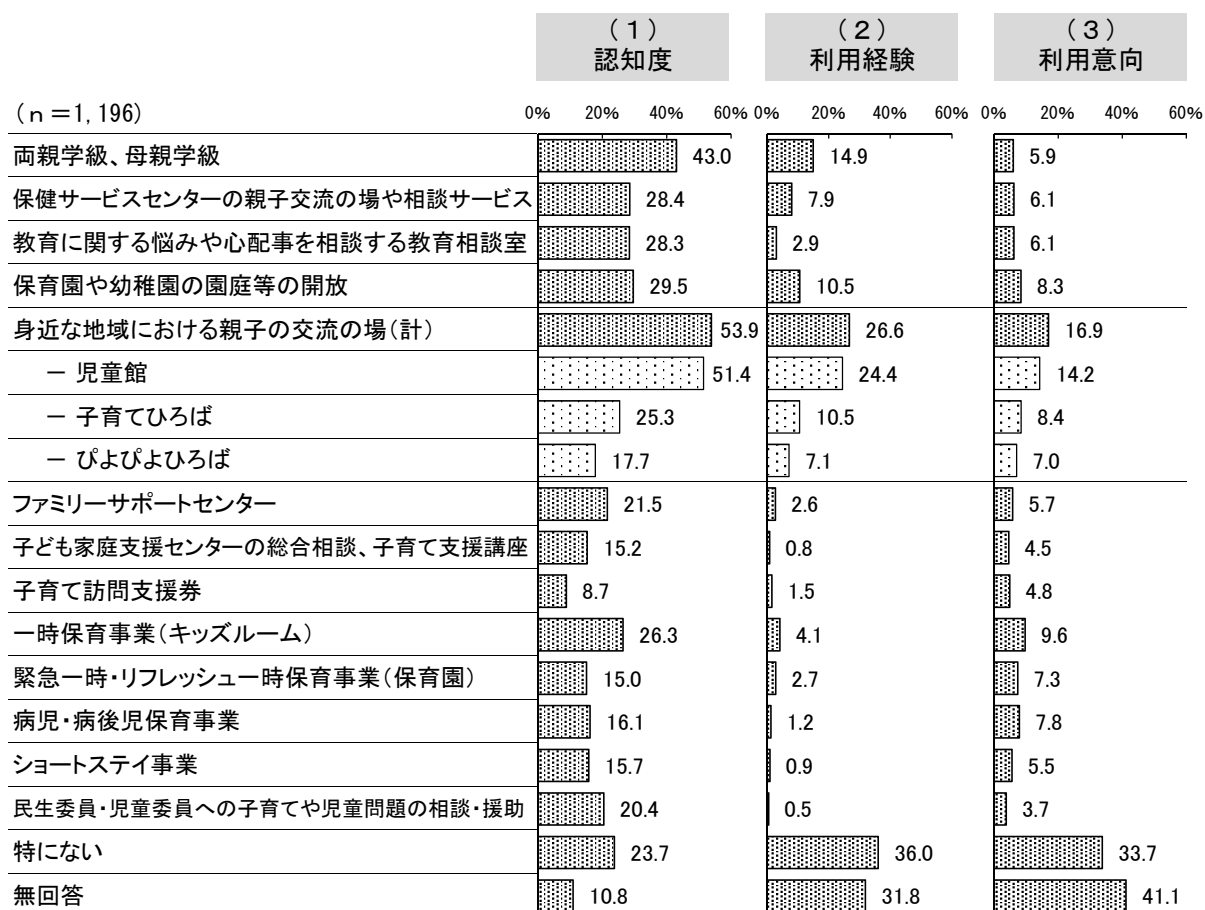 (1) (2) (3)
認知度 利用経験 利用意向
(n=1,196) 0% 20% 40% 60% 0% 20% 40% 60% 0% 20% 40% 60%
両親学級、母親学級 43.0 14.9 5.9
保健サービスセンターの親子交流の場や相談サービス 28.4 7.9 6.1
教育に関する悩みや心配事を相談する教育相談室 28.3 2.9 6.1
保育園や幼稚園の園庭等の開放 29.5 10.5 8.3
身近な地域における親子の交流の場(計) 53.9 26.6 16.9
- 児童館 51.4 24.4 14.2
- 子育てひろば 25.3 10.5 8.4
- ぴよぴよひろば 17.7 7.1 7.0
ファミリーサポートセンター 21.5 2.6 5.7
子ども家庭支援センターの総合相談、子育て支援講座 15.2 0.8 4.5
子育て訪問支援券 8.7 1.5 4.8
一時保育事業(キッズルーム) 26.3 4.1 9.6
緊急一時・リフレッシュ一時保育事業(保育園) 15.0 2.7 7.3
病児・病後児保育事業 16.1 1.2 7.8
ショートステイ事業 15.7 0.9 5.5
民生委員・児童委員への子育てや児童問題の相談・援助 20.4 0.5 3.7
特にない 23.7 36.0 33.7
無回答 10.8 31.8 41.1